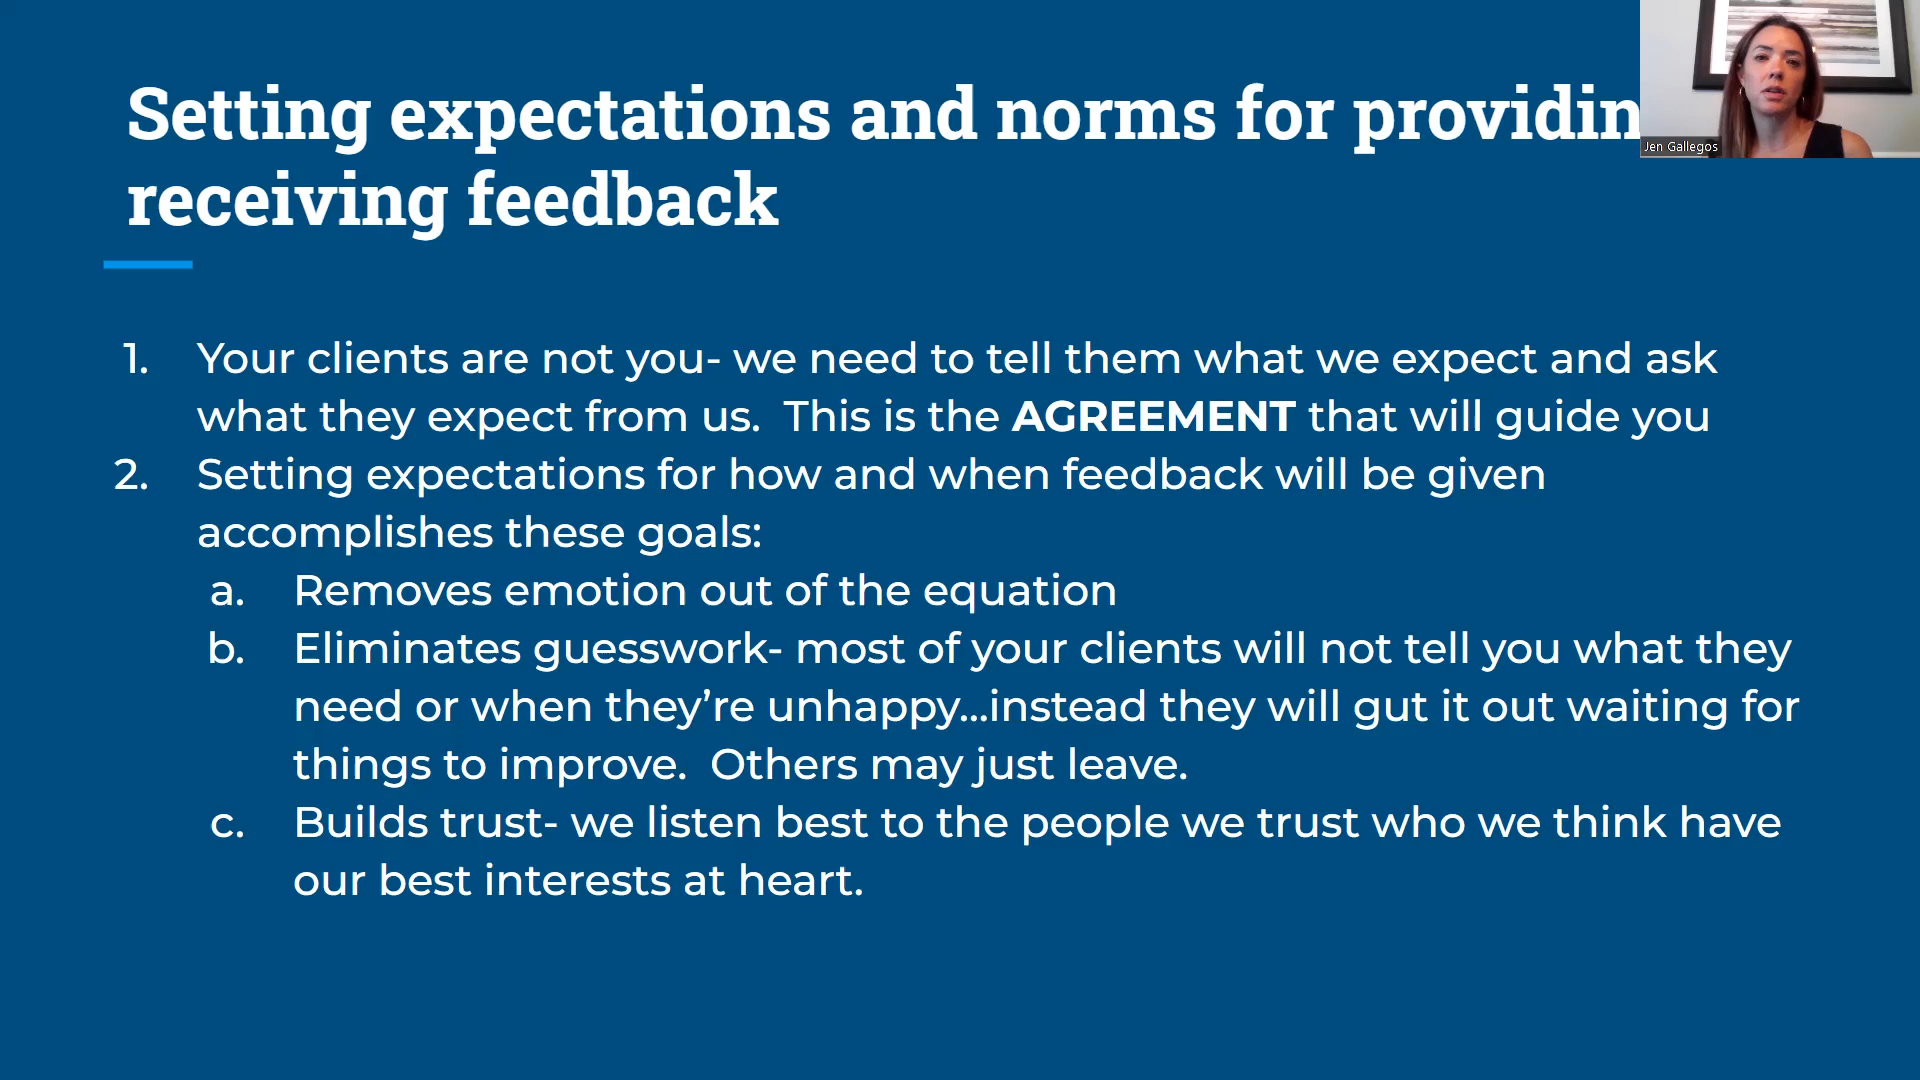 Setting expectations and norms for providin
receiving feedback
Jen Gallegos
1. Your clients are not you- we need to tell them what we expect and ask
what they expect from us. This is the AGREEMENT that will guide you
2. Setting expectations for how and when feedback will be given
accomplishes these goals:
a. Removes emotion out of the equation
b. Eliminates guesswork- most of your clients will not tell you what they
need or when they’re unhappy...instead they will gut it out waiting for
things to improve. Others may just leave.
c. Builds trust- we listen best to the people we trust who we think have
our best interests at heart.